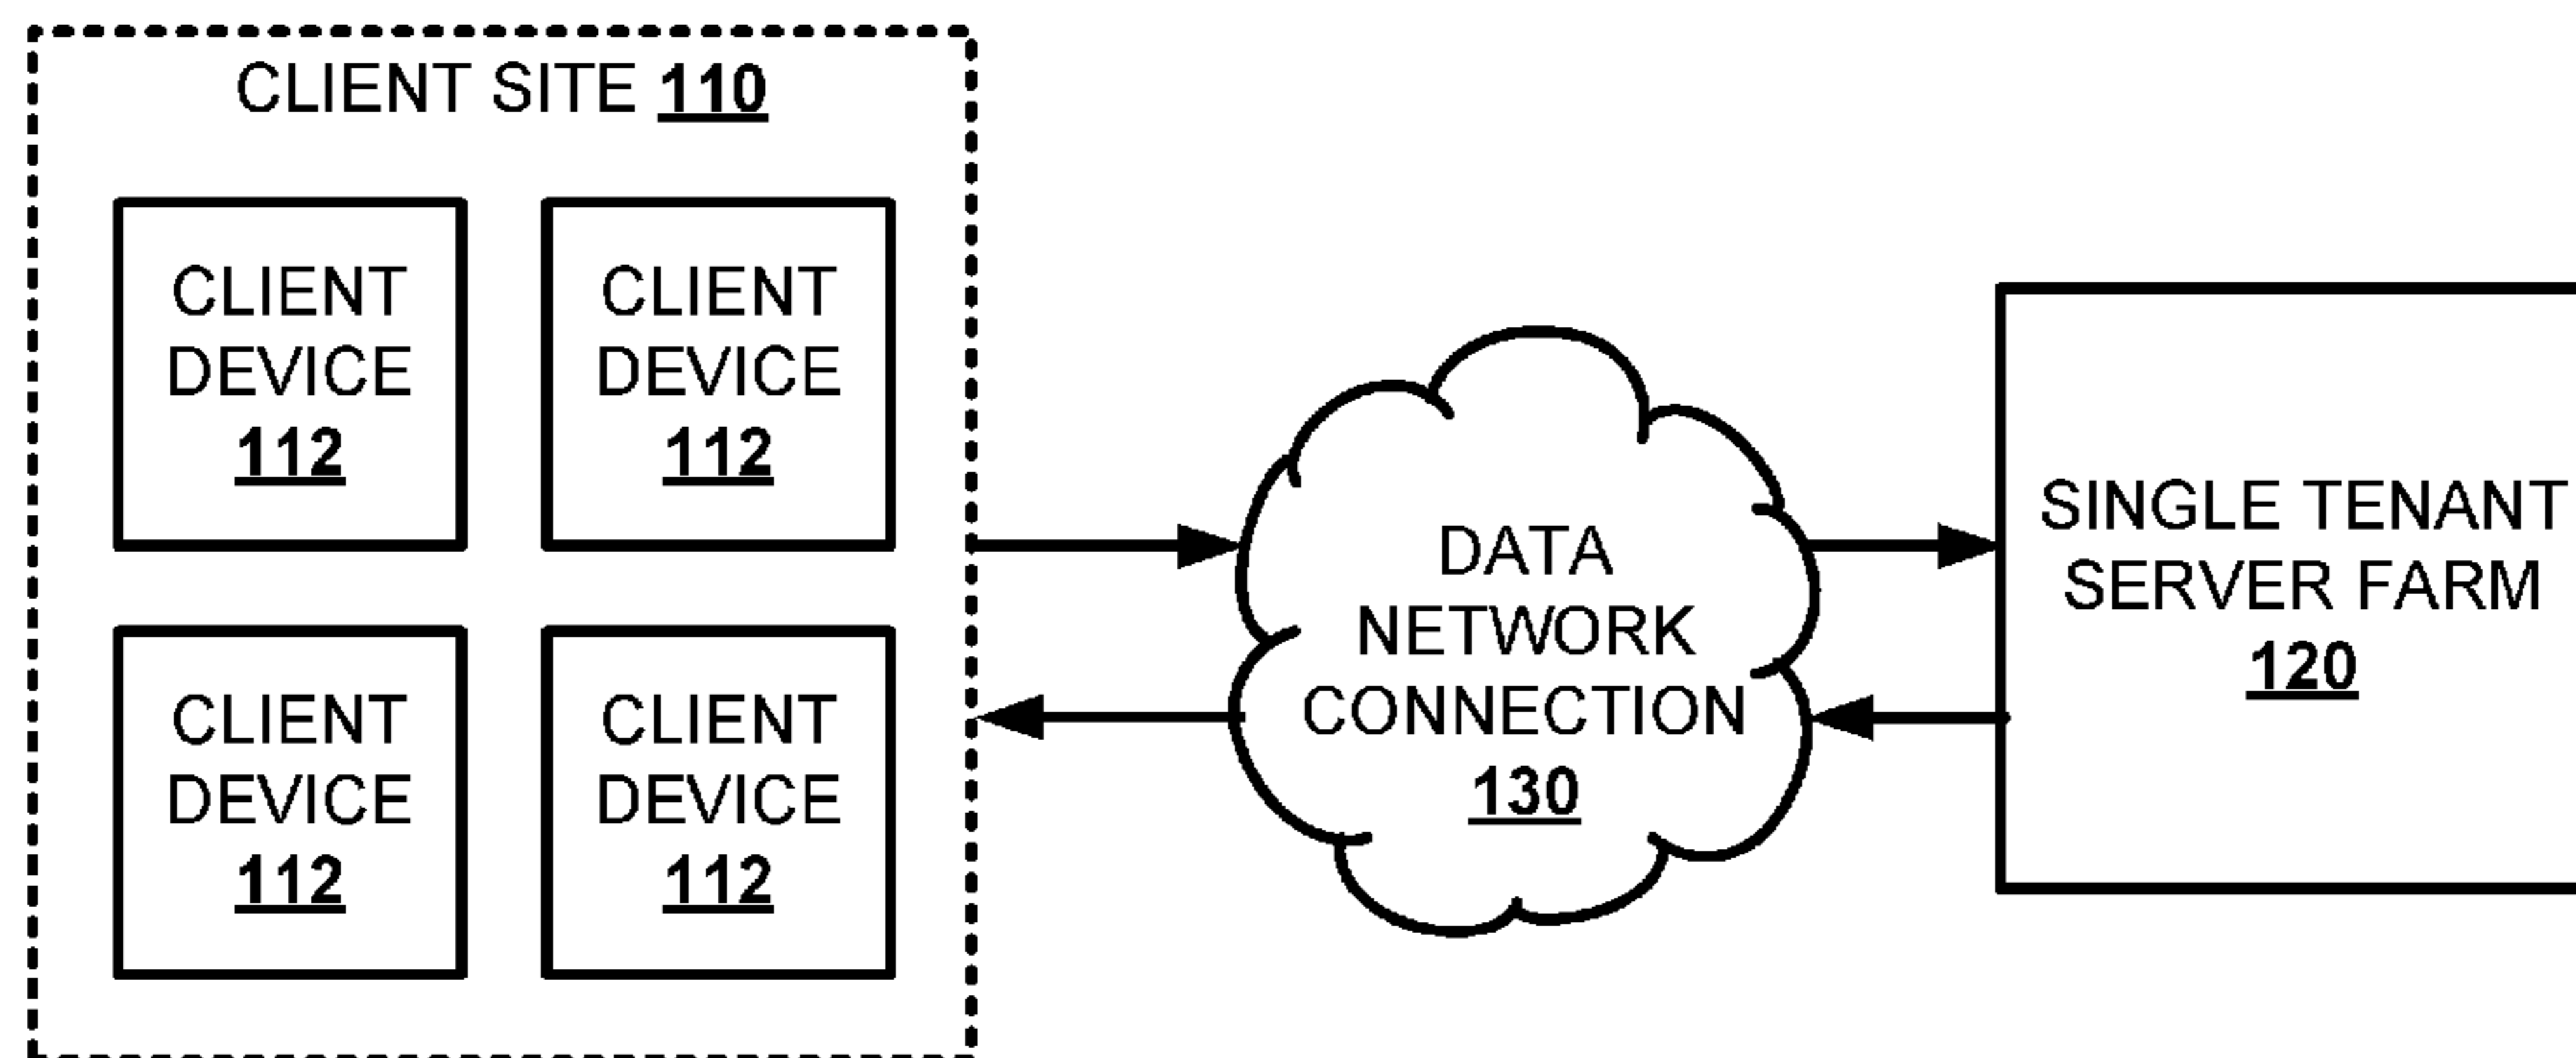 CLIENT SITE 110
CLIENT
DEVICE
112
CLIENT
DEVICE
112
CLIENT
DEVICE
112
CLIENT
DEVICE
112
DATA
NETWORK
CONNECTION
130
SINGLE TENANT
SERVER FARM
120